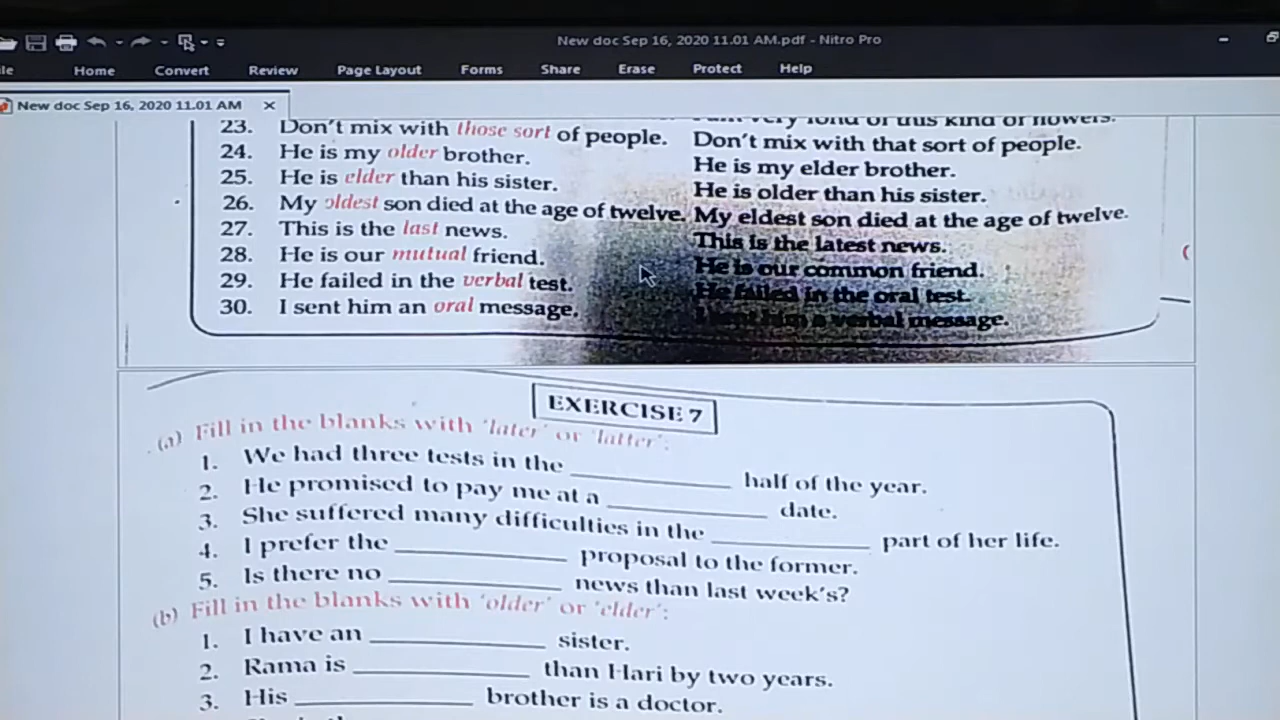 New doc Sep 16, 2020 11.01 AM.pdf - Nitro Pro
Home Convert Review Page Layout Forms Share Erase Protect Help
New doc Sep 16, 2020 11.01 AM ×
23. Don't mix with those sort of people. Don't mix with that sort of people.
24. He is my older brother. He is my elder brother.
25. He is elder than his sister. He is older than his sister.
26. My oldest son died at the age of twelve. My eldest son died at the age of twelve.
27. This is the last news. This is the latest news.
28. He is our mutual friend. He is our common friend.
29. He failed in the verbal test. He failed in the oral test.
30. I sent him an oral message. I sent him a verbal message.
EXERCISE 7
(a) Fill in the blanks with 'later' or 'latter':
1. We had three tests in the __________ half of the year.
2. He promised to pay me at a __________ date.
3. She suffered many difficulties in the __________ part of her life.
4. I prefer the __________ proposal to the former.
5. Is there no __________ news than last week's?
(b) Fill in the blanks with 'older' or 'elder':
1. I have an __________ sister.
2. Rama is __________ than Hari by two years.
3. His __________ brother is a doctor.